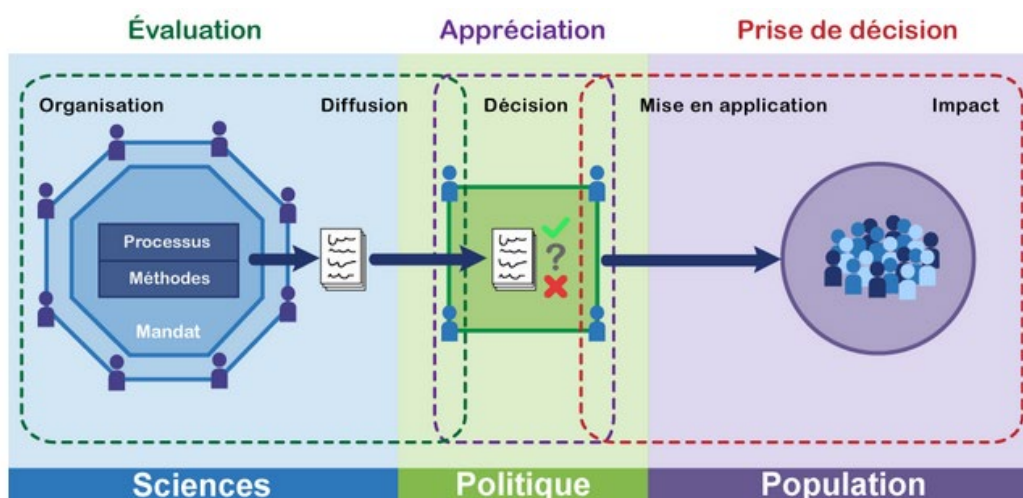 Évaluation
Appréciation
Prise de décision
Organisation
Diffusion
Décision
Mise en application
Impact
Processus
Méthodes
Mandat
?
Sciences
Politique
Population